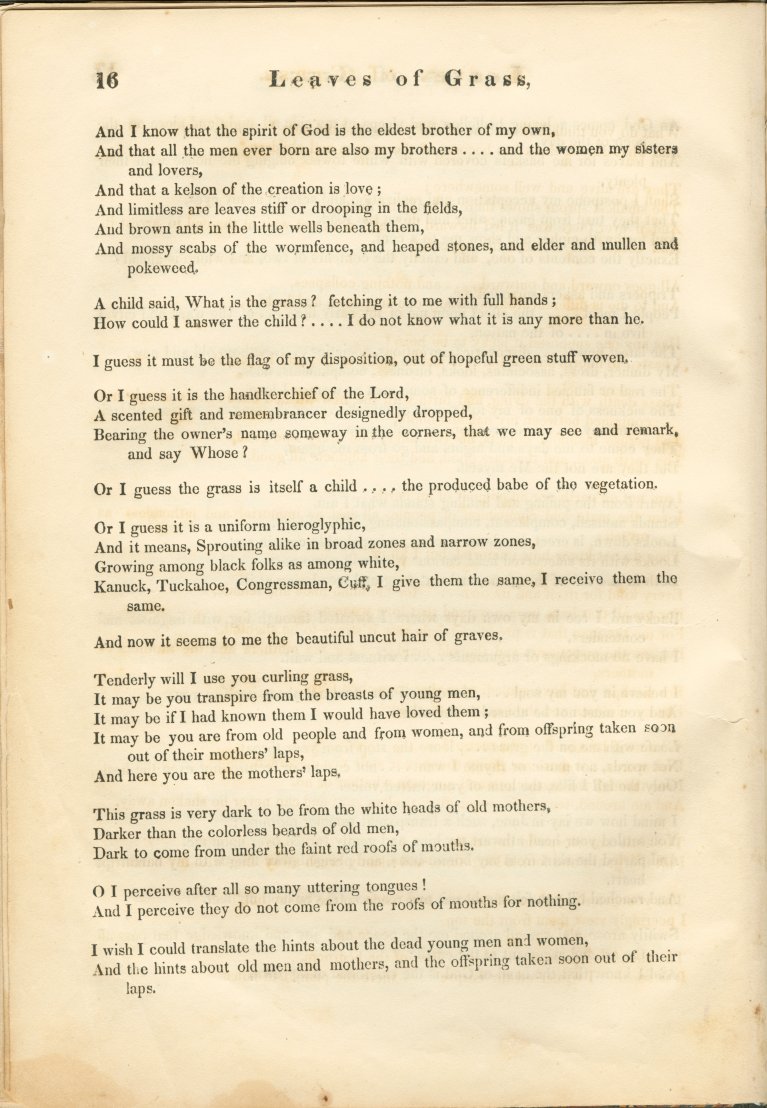 16 Leaves of Grass,
And I know that the spirit of God is the eldest brother of my own,
And that all the men ever born are also my brothers . . . . and the women my sisters
and lovers,
And that a kelson of the creation is love ;
And limitless are leaves stiff or drooping in the fields,
And brown ants in the little wells beneath them,
And mossy scabs of the wormfence, and heaped stones, and elder and mullen and
pokeweed.
A child said, What is the grass ? fetching it to me with full hands ;
How could I answer the child ? . . . . I do not know what it is any more than he.
I guess it must be the flag of my disposition, out of hopeful green stuff woven.
Or I guess it is the handkerchief of the Lord,
A scented gift and remembrancer designedly dropped,
Bearing the owner's name someway in the corners, that we may see and remark,
and say Whose ?
Or I guess the grass is itself a child . . . . the produced babe of the vegetation.
Or I guess it is a uniform hieroglyphic,
And it means, Sprouting alike in broad zones and narrow zones,
Growing among black folks as among white,
Kanuck, Tuckahoe, Congressman, Cuff, I give them the same, I receive them the
same.
And now it seems to me the beautiful uncut hair of graves.
Tenderly will I use you curling grass,
It may be you transpire from the breasts of young men,
It may be if I had known them I would have loved them ;
It may be you are from old people and from women, and from offspring taken soon
out of their mothers' laps,
And here you are the mothers' laps.
This grass is very dark to be from the white heads of old mothers,
Darker than the colorless beards of old men,
Dark to come from under the faint red roofs of mouths.
O I perceive after all so many uttering tongues !
And I perceive they do not come from the roofs of mouths for nothing.
I wish I could translate the hints about the dead young men and women,
And the hints about old men and mothers, and the offspring taken soon out of their
laps.